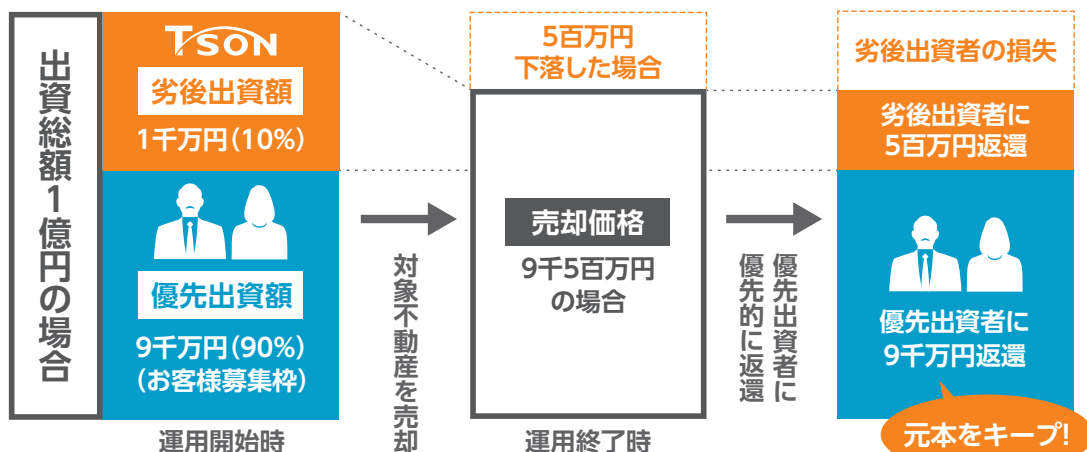 出資総額1億円の場合
TSON
劣後出資額
1千万円(10%)
優先出資額
9千万円(90%)
(お客様募集枠)
運用開始時
対象不動産を売却
5百万円
下落した場合
売却価格
9千5百万円
の場合
運用終了時
優先出資者に
優先的に返還
劣後出資者の損失
劣後出資者に
5百万円返還
優先出資者に
9千万円返還
元本をキープ!